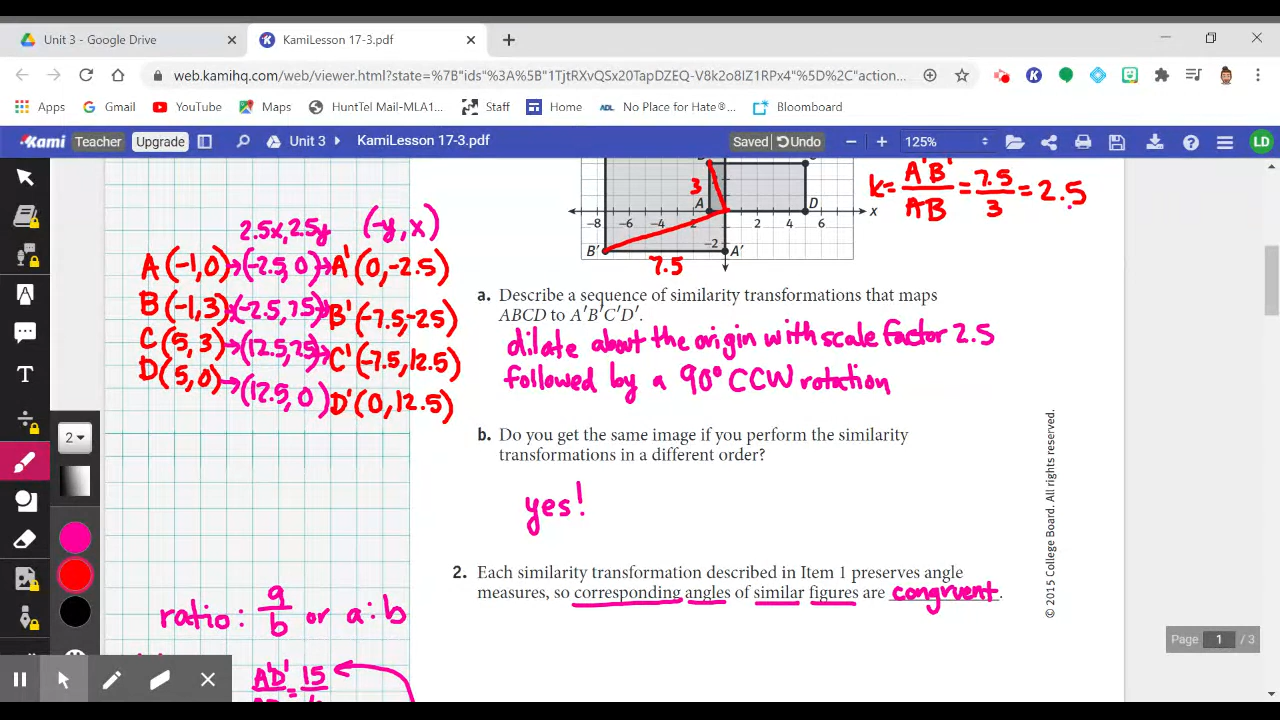 Unit 3 - Google Drive
KamiLesson 17-3.pdf
web.kamihq.com/web/viewer.html?state=%7B"ids"%3A%5B"1TjtRXvQSx20TapDZEQ-V8k2o8IZ1RPx4"%5D%2C"action...
Apps Gmail YouTube Maps HuntTel Mail-MLA1... Staff Home ADL No Place for Hate... Bloomboard
Kami Teacher Upgrade Unit 3 KamiLesson 17-3.pdf Saved Undo 125% LD
3 A D x
-8 -6 -4 2 4 6
-2
B' A'
7.5
k = A'B' / AB = 7.5 / 3 = 2.5
2.5x, 2.5y (-y, x)
A(-1,0)→(-2.5,0)→A'(0,-2.5)
B(-1,3)→(-2.5,7.5)→B'(-7.5,-2.5)
C(5,3)→(12.5,7.5)→C'(-7.5,12.5)
D(5,0)→(12.5,0) D'(0,12.5)
a. Describe a sequence of similarity transformations that maps
ABCD to A'B'C'D'.
dilate about the origin with scale factor 2.5
followed by a 90° CCW rotation
b. Do you get the same image if you perform the similarity
transformations in a different order?
yes!
2. Each similarity transformation described in Item 1 preserves angle
measures, so corresponding angles of similar figures are congruent.
© 2015 College Board. All rights reserved.
ratio: a/b or a:b
A'D' = 15
2
Page 1 / 3